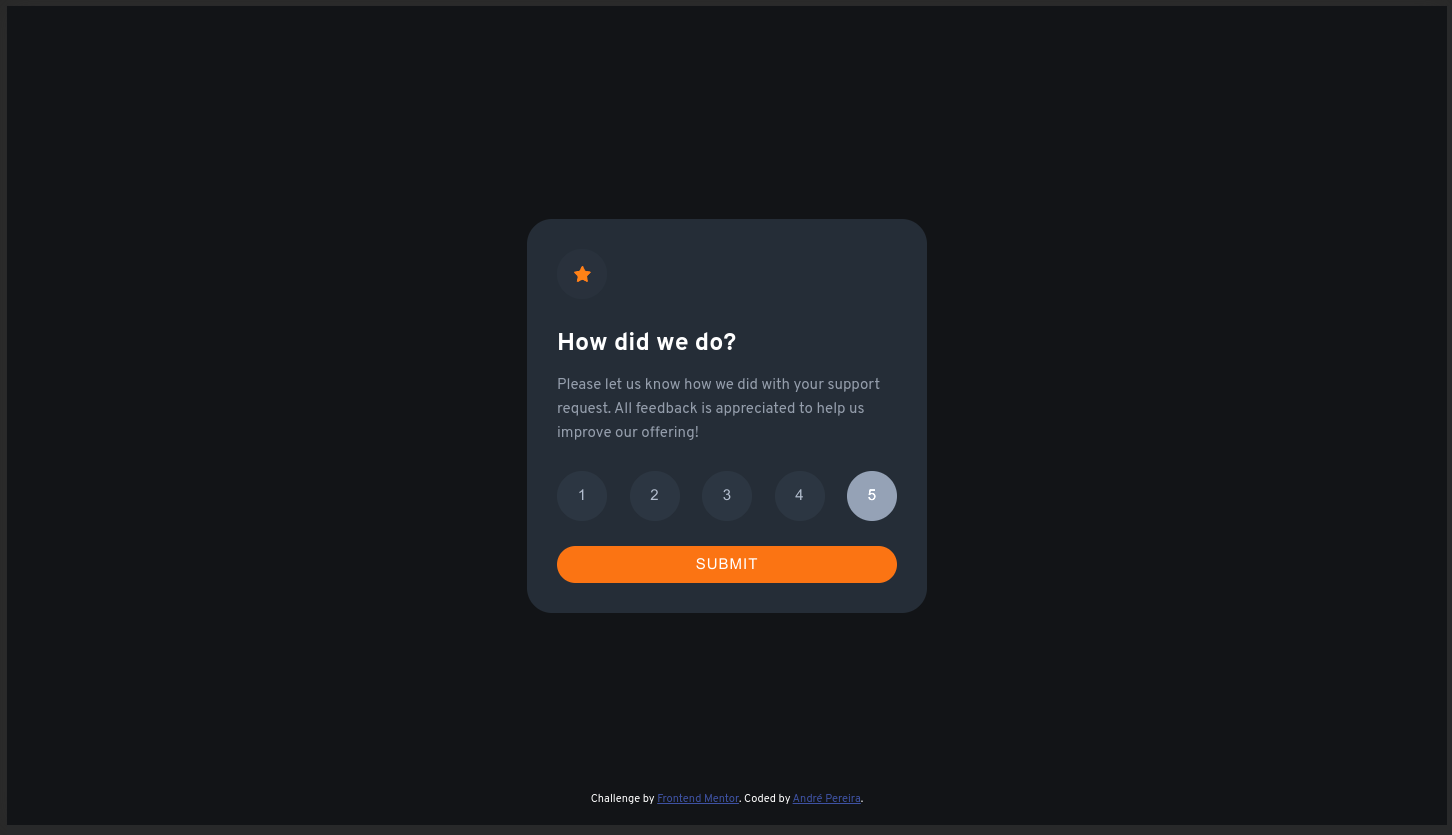 How did we do?
Please let us know how we did with your support
request. All feedback is appreciated to help us
improve our offering!
1 2 3 4 5
SUBMIT
Challenge by Frontend Mentor. Coded by André Pereira.